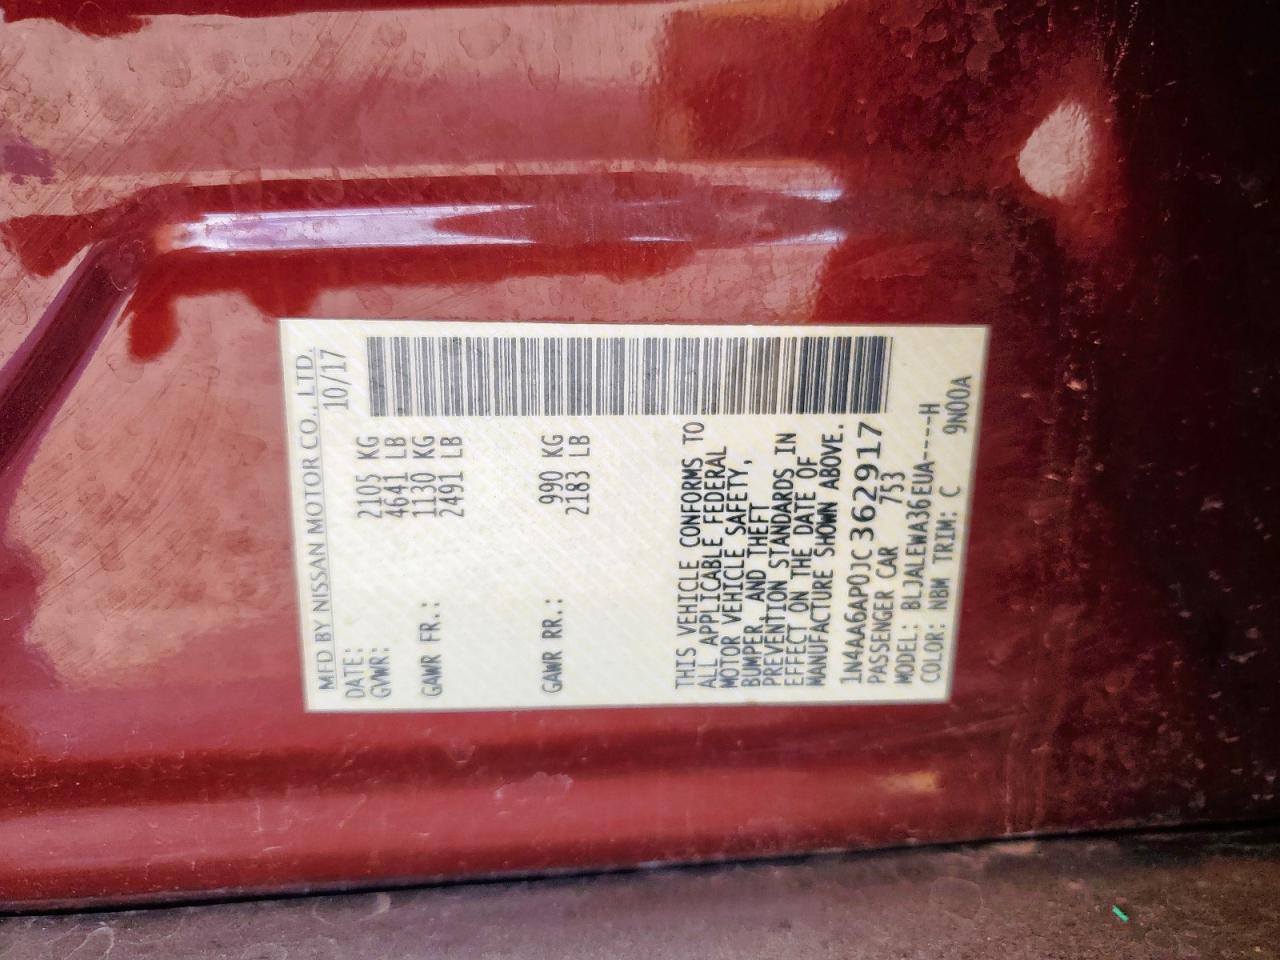 MFD BY NISSAN MOTOR CO., LTD.
DATE: 10/17
GVWR: 2105 KG
4641 LB
GAWR FR.: 1130 KG
2491 LB
GAWR RR.: 990 KG
2183 LB
THIS VEHICLE CONFORMS TO
ALL APPLICABLE FEDERAL
MOTOR VEHICLE SAFETY,
BUMPER, AND THEFT
PREVENTION STANDARDS IN
EFFECT ON THE DATE OF
MANUFACTURE SHOWN ABOVE.
1N4AA6AP0JC362917
PASSENGER CAR 753
MODEL: BLJALEWA36EUA----H
COLOR: NBM TRIM: C 9N00A